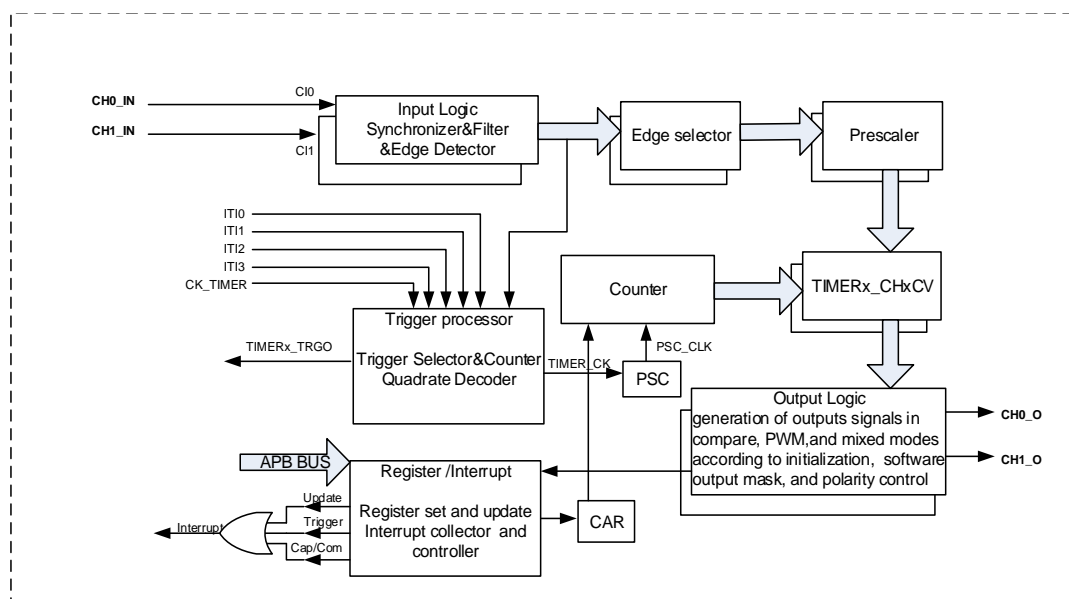 CH0_IN
CI0
CH1_IN
CI1
Input Logic
Synchronizer&Filter
&Edge Detector
Edge selector
Prescaler
ITI0
ITI1
ITI2
ITI3
CK_TIMER
Counter
TIMERx_CHxCV
Trigger processor
Trigger Selector&Counter
Quadrate Decoder
TIMERx_TRGO
TIMER_CK
PSC_CLK
PSC
Output Logic
generation of outputs signals in
compare, PWM,and mixed modes
according to initialization, software
output mask, and polarity control
CH0_O
CH1_O
APB BUS
Register /Interrupt
Register set and update
Interrupt collector and
controller
CAR
Update
Trigger
Cap/Com
Interrupt